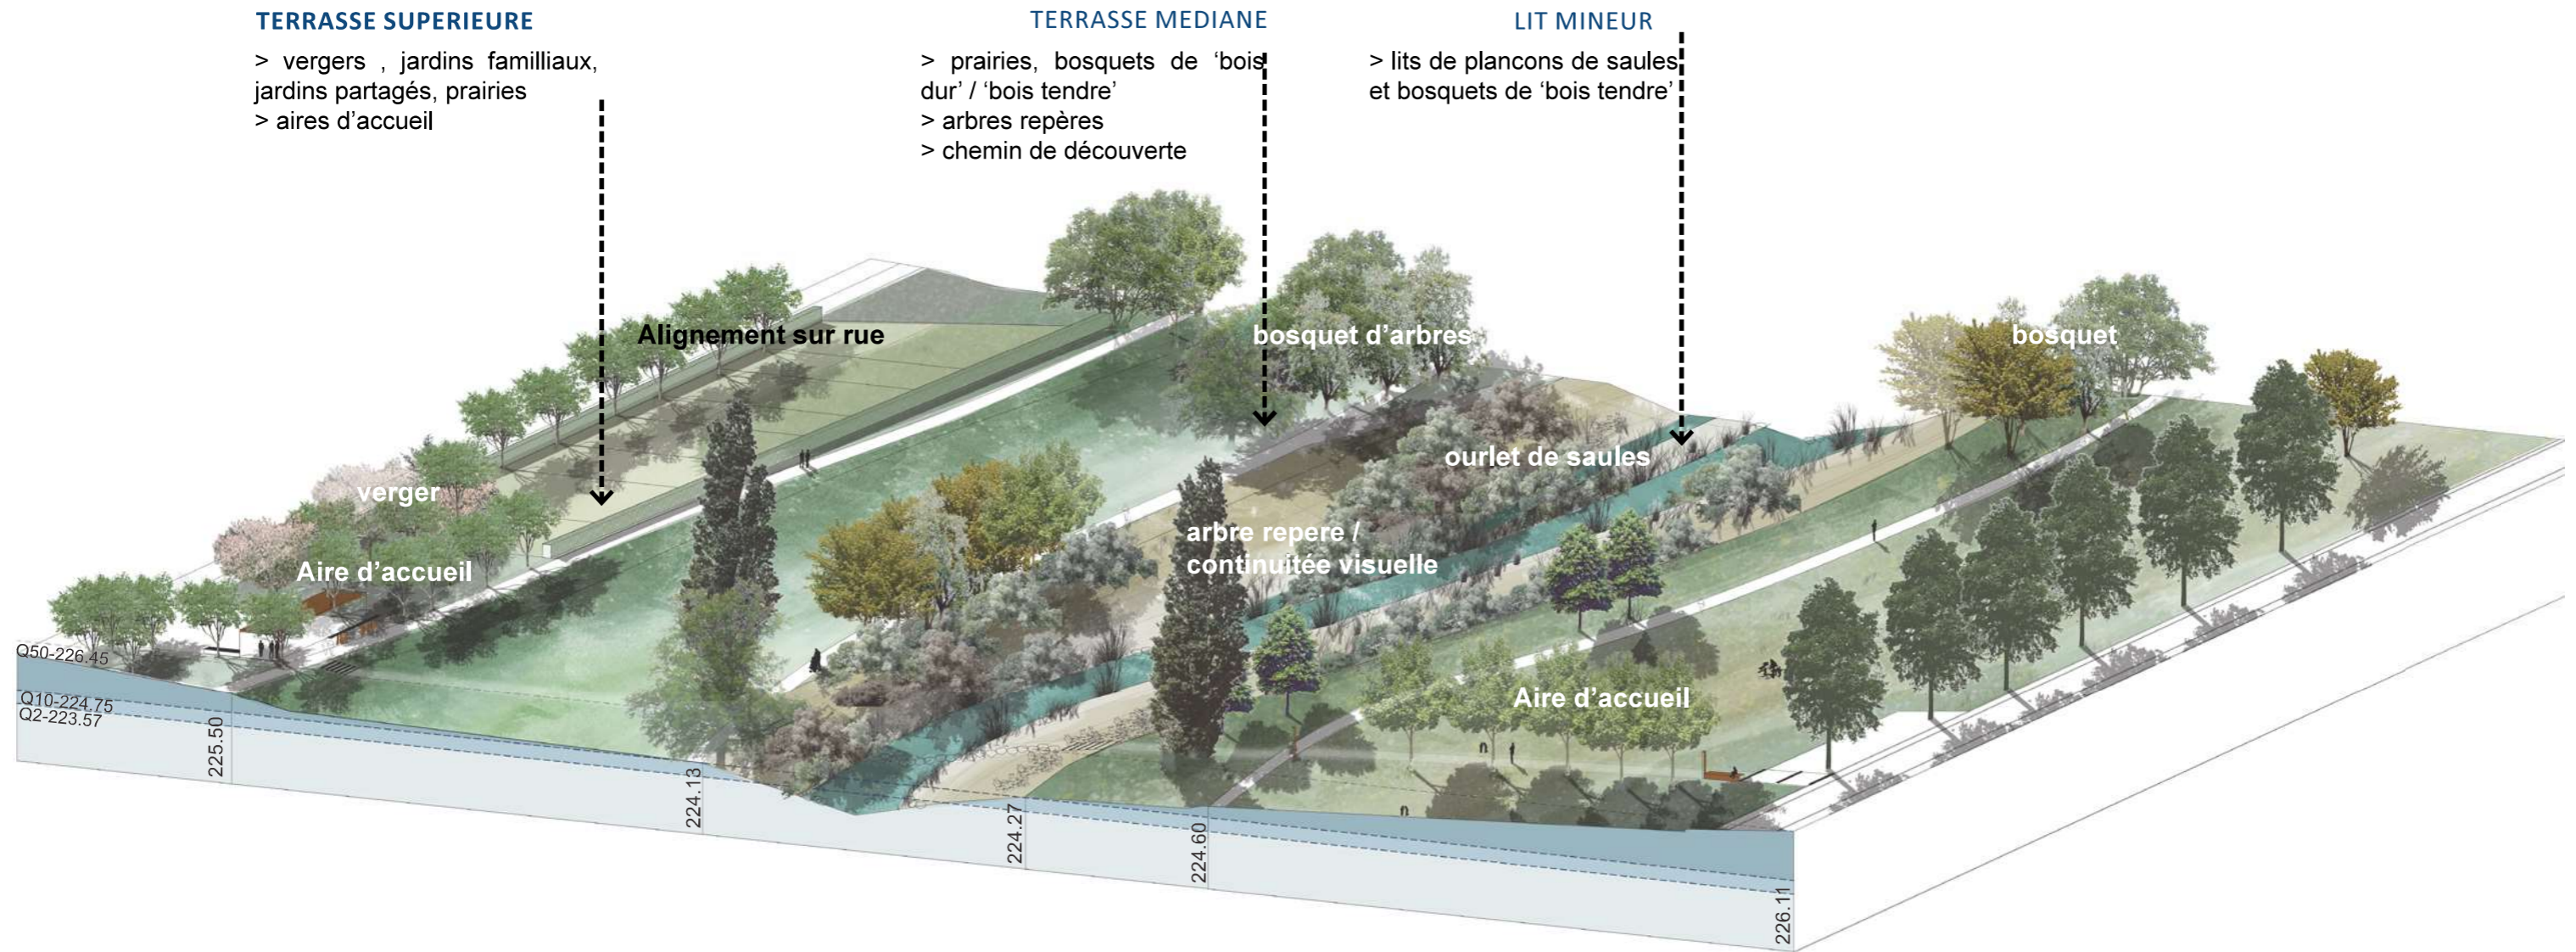 TERRASSE SUPERIEURE
> vergers , jardins familliaux,
jardins partagés, prairies
> aires d'accueil
TERRASSE MEDIANE
> prairies, bosquets de 'bois
dur' / 'bois tendre'
> arbres repères
> chemin de découverte
LIT MINEUR
> lits de plancons de saules
et bosquets de 'bois tendre'
Alignement sur rue
bosquet d'arbres
bosquet
ourlet de saules
verger
arbre repere /
continuitée visuelle
Aire d'accueil
Aire d'accueil
Q50-226.45
Q10-224.75
Q2-223.57
225.50
224.13
224.27
224.60
226.11